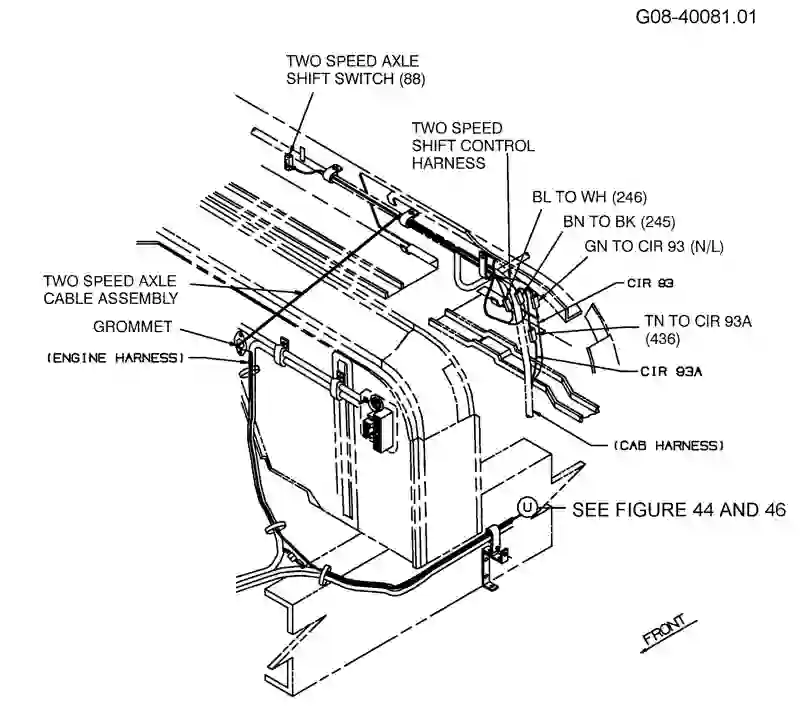 G08-40081.01
TWO SPEED AXLE
SHIFT SWITCH (88)
TWO SPEED
SHIFT CONTROL
HARNESS
BL TO WH (246)
BN TO BK (245)
GN TO CIR 93 (N/L)
CIR 93
TWO SPEED AXLE
CABLE ASSEMBLY
GROMMET
(ENGINE HARNESS)
TN TO CIR 93A
(436)
CIR 93A
(CAB HARNESS)
U
SEE FIGURE 44 AND 46
FRONT